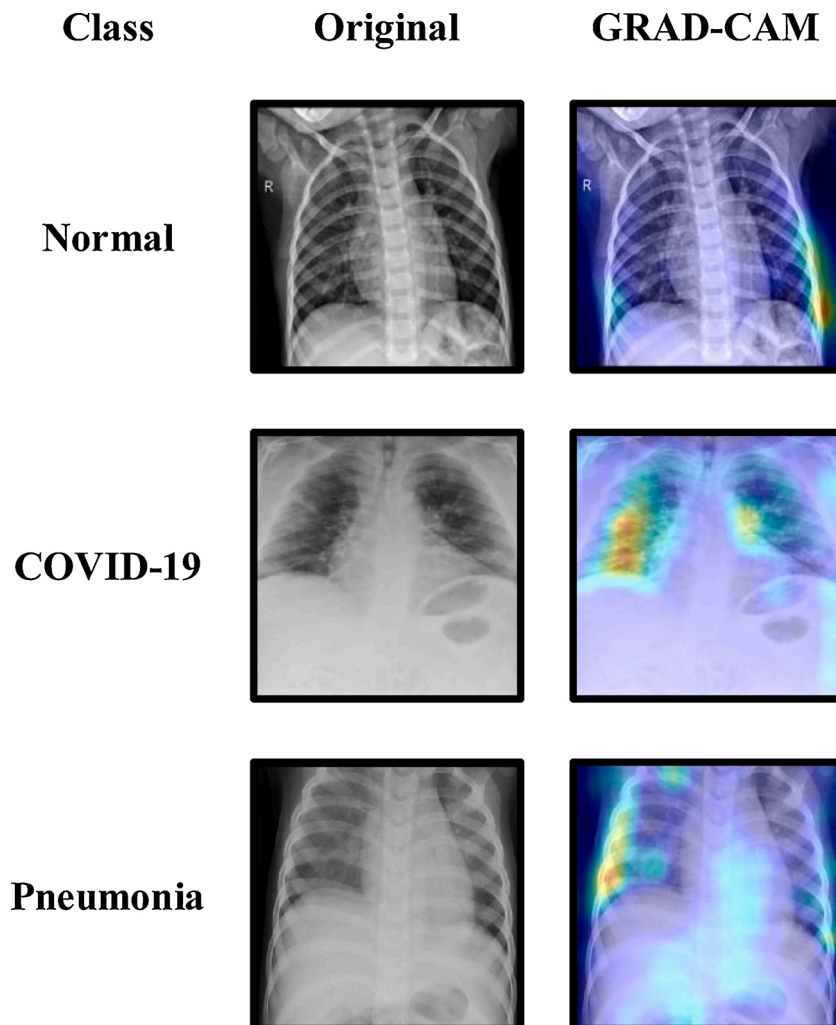 Class Original GRAD-CAM
Normal
R
R
COVID-19
Pneumonia